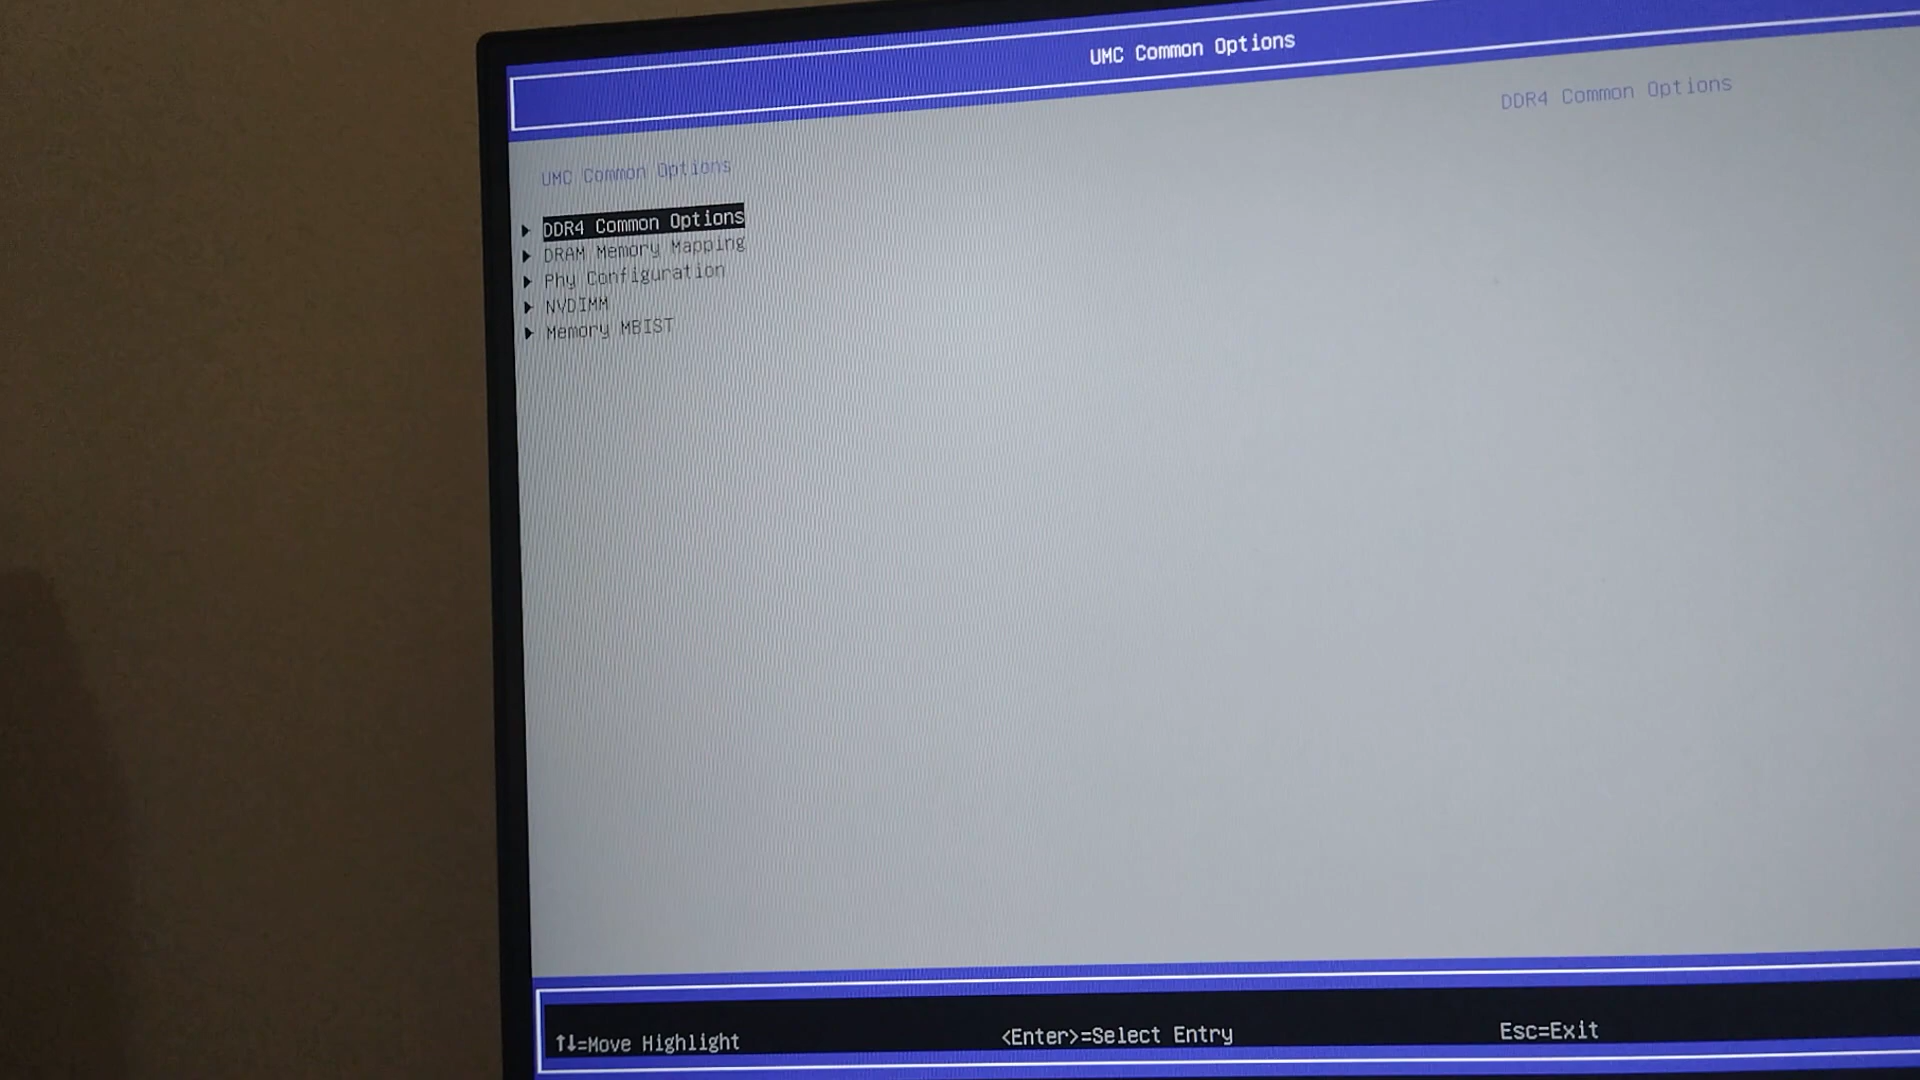 UMC Common Options
DDR4 Common Options
UMC Common Options
DDR4 Common Options
DRAM Memory Mapping
Phy Configuration
NVDIMM
Memory MBIST
↑↓=Move Highlight
<Enter>=Select Entry
Esc=Exit